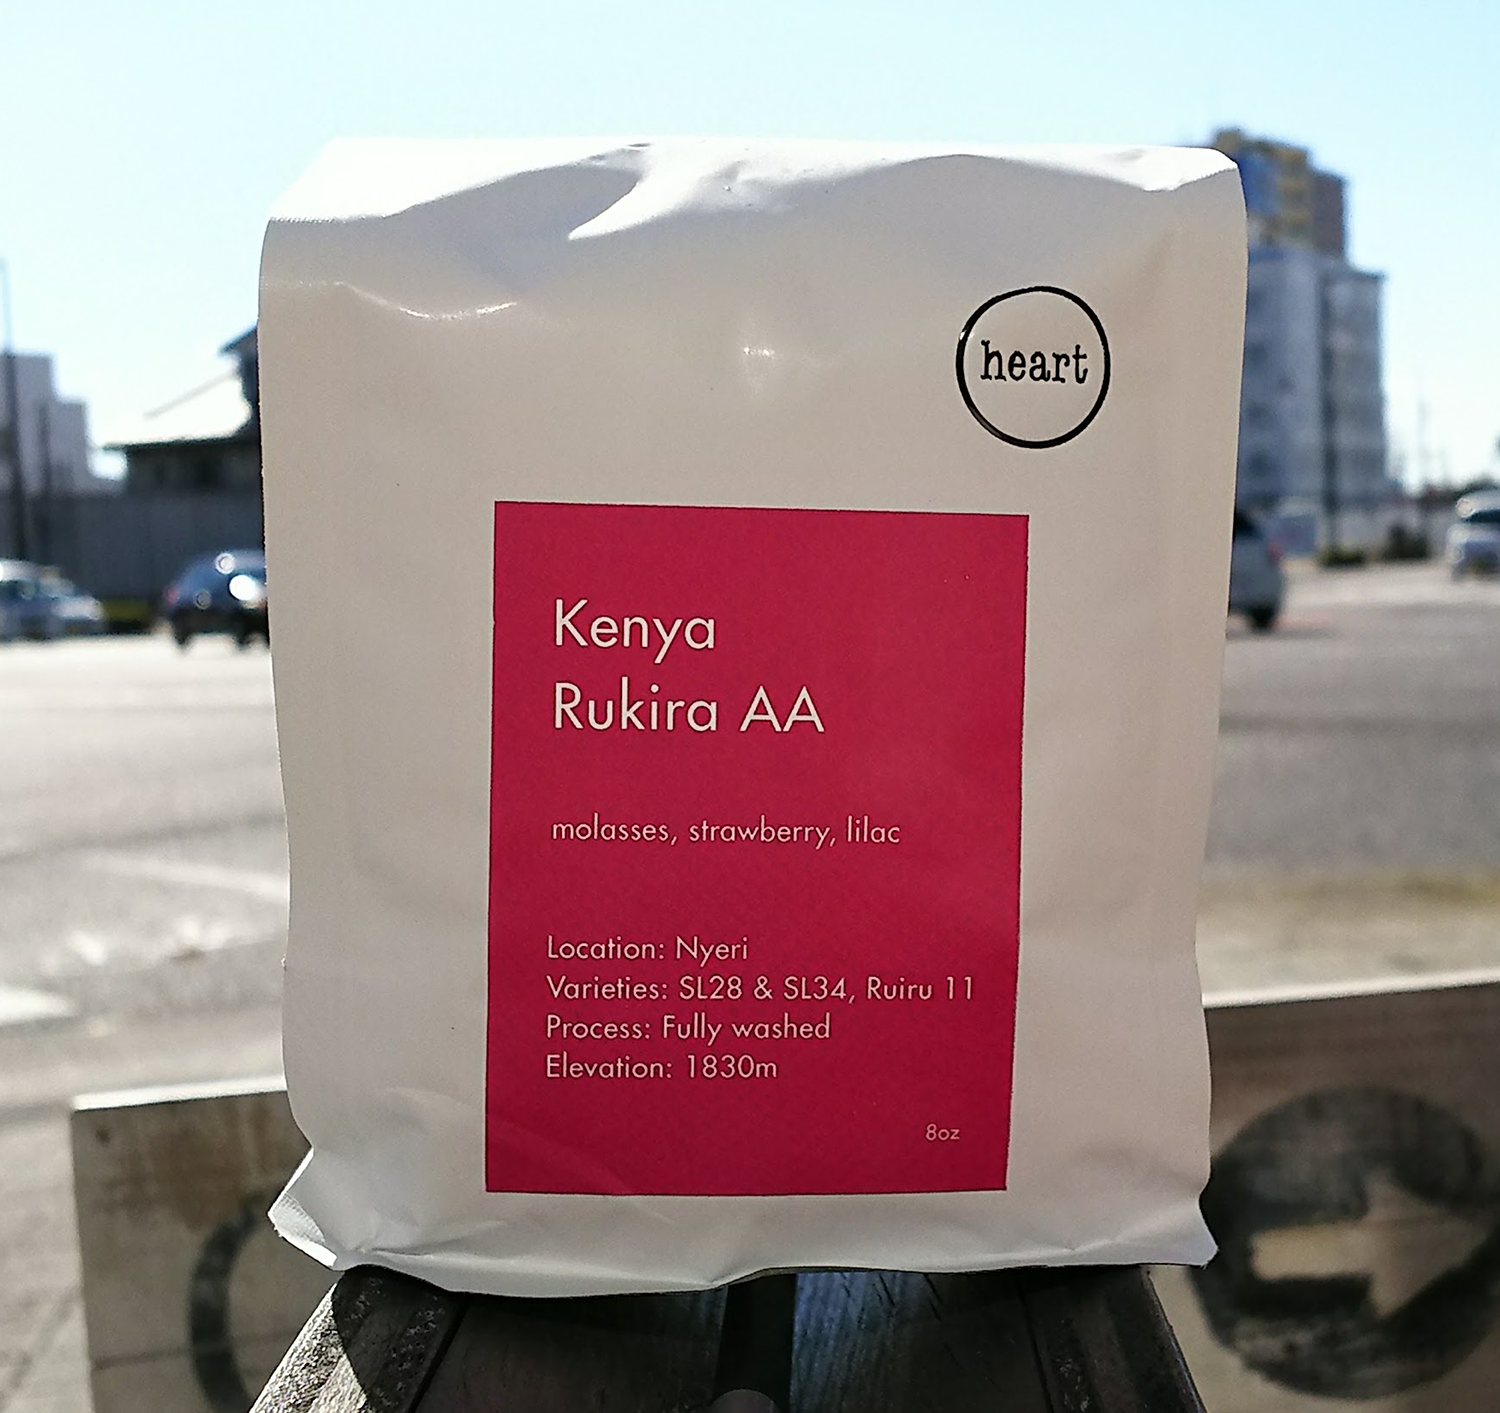 heart
Kenya
Rukira AA
molasses, strawberry, lilac
Location: Nyeri
Varieties: SL28 & SL34, Ruiru 11
Process: Fully washed
Elevation: 1830m
8oz